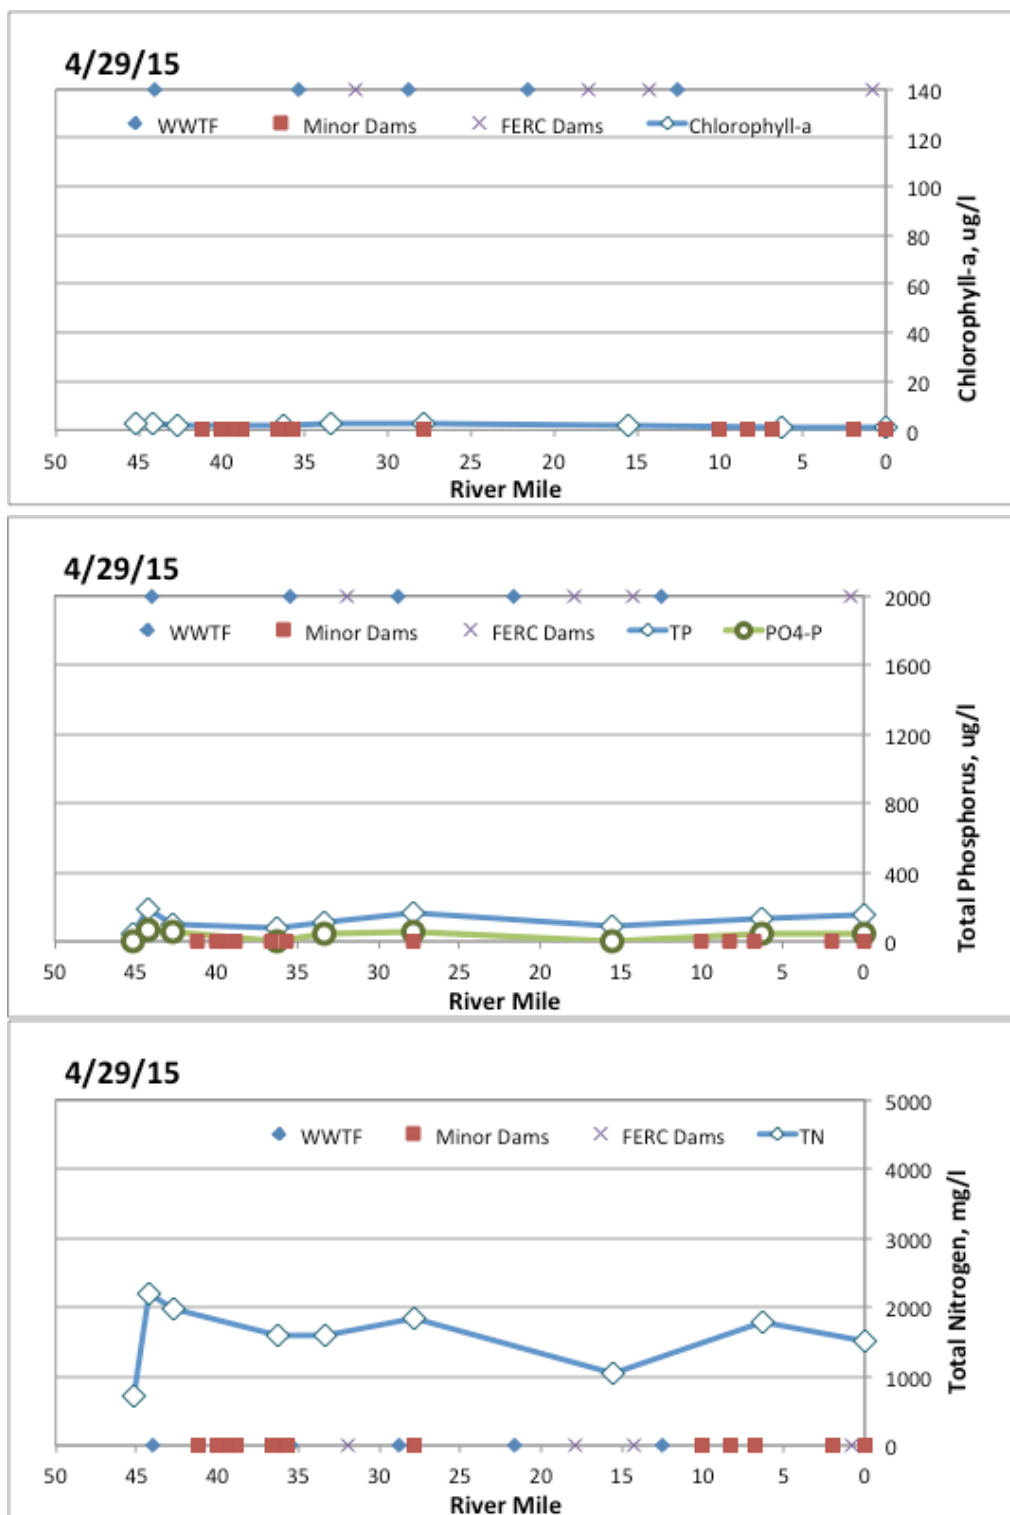 4/29/15
WWTF Minor Dams FERC Dams Chlorophyll-a
140
120
100
80
60
40
20
0
Chlorophyll-a, ug/l
50 45 40 35 30 25 20 15 10 5 0
River Mile
4/29/15
WWTF Minor Dams FERC Dams TP PO4-P
2000
1600
1200
800
400
0
Total Phosphorus, ug/l
50 45 40 35 30 25 20 15 10 5 0
River Mile
4/29/15
WWTF Minor Dams FERC Dams TN
5000
4000
3000
2000
1000
0
Total Nitrogen, mg/l
50 45 40 35 30 25 20 15 10 5 0
River Mile